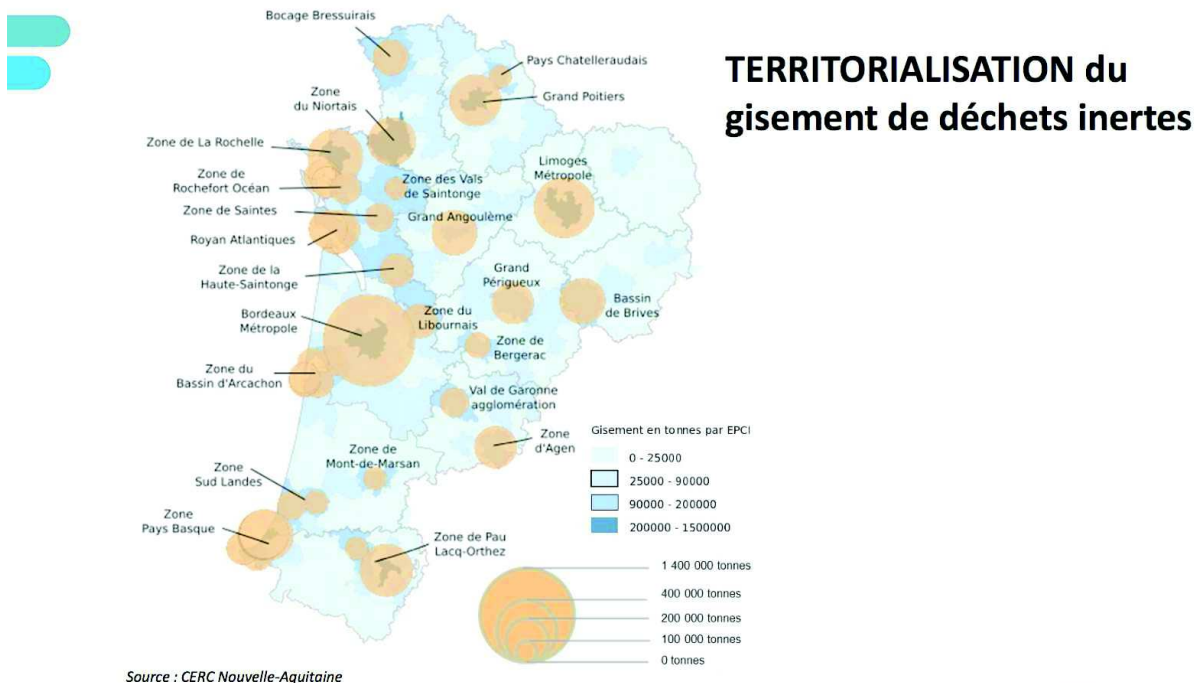 TERRITORIALISATION du
gisement de déchets inertes
Bocage Bressuirais
Pays Chatelleraudais
Grand Poitiers
Zone
du Niortais
Zone de La Rochelle
Zone de
Rochefort Océan
Zone des Vals
de Saintonge
Limoges
Métropole
Zone de Saintes
Grand Angoulème
Royan Atlantiques
Zone de la
Haute-Saintonge
Grand
Périgueux
Bordeaux
Métropole
Zone du
Libournais
Bassin
de Brives
Zone de
Bergerac
Zone du
Bassin d'Arcachon
Val de Garonne
agglomération
Zone
d'Agen
Zone de
Mont-de-Marsan
Zone
Sud Landes
Zone
Pays Basque
Zone de Pau
Lacq-Orthez
Gisement en tonnes par EPCI
0 - 25000
25000 - 90000
90000 - 200000
200000 - 1500000
1 400 000 tonnes
400 000 tonnes
200 000 tonnes
100 000 tonnes
0 tonnes
Source : CERC Nouvelle-Aquitaine